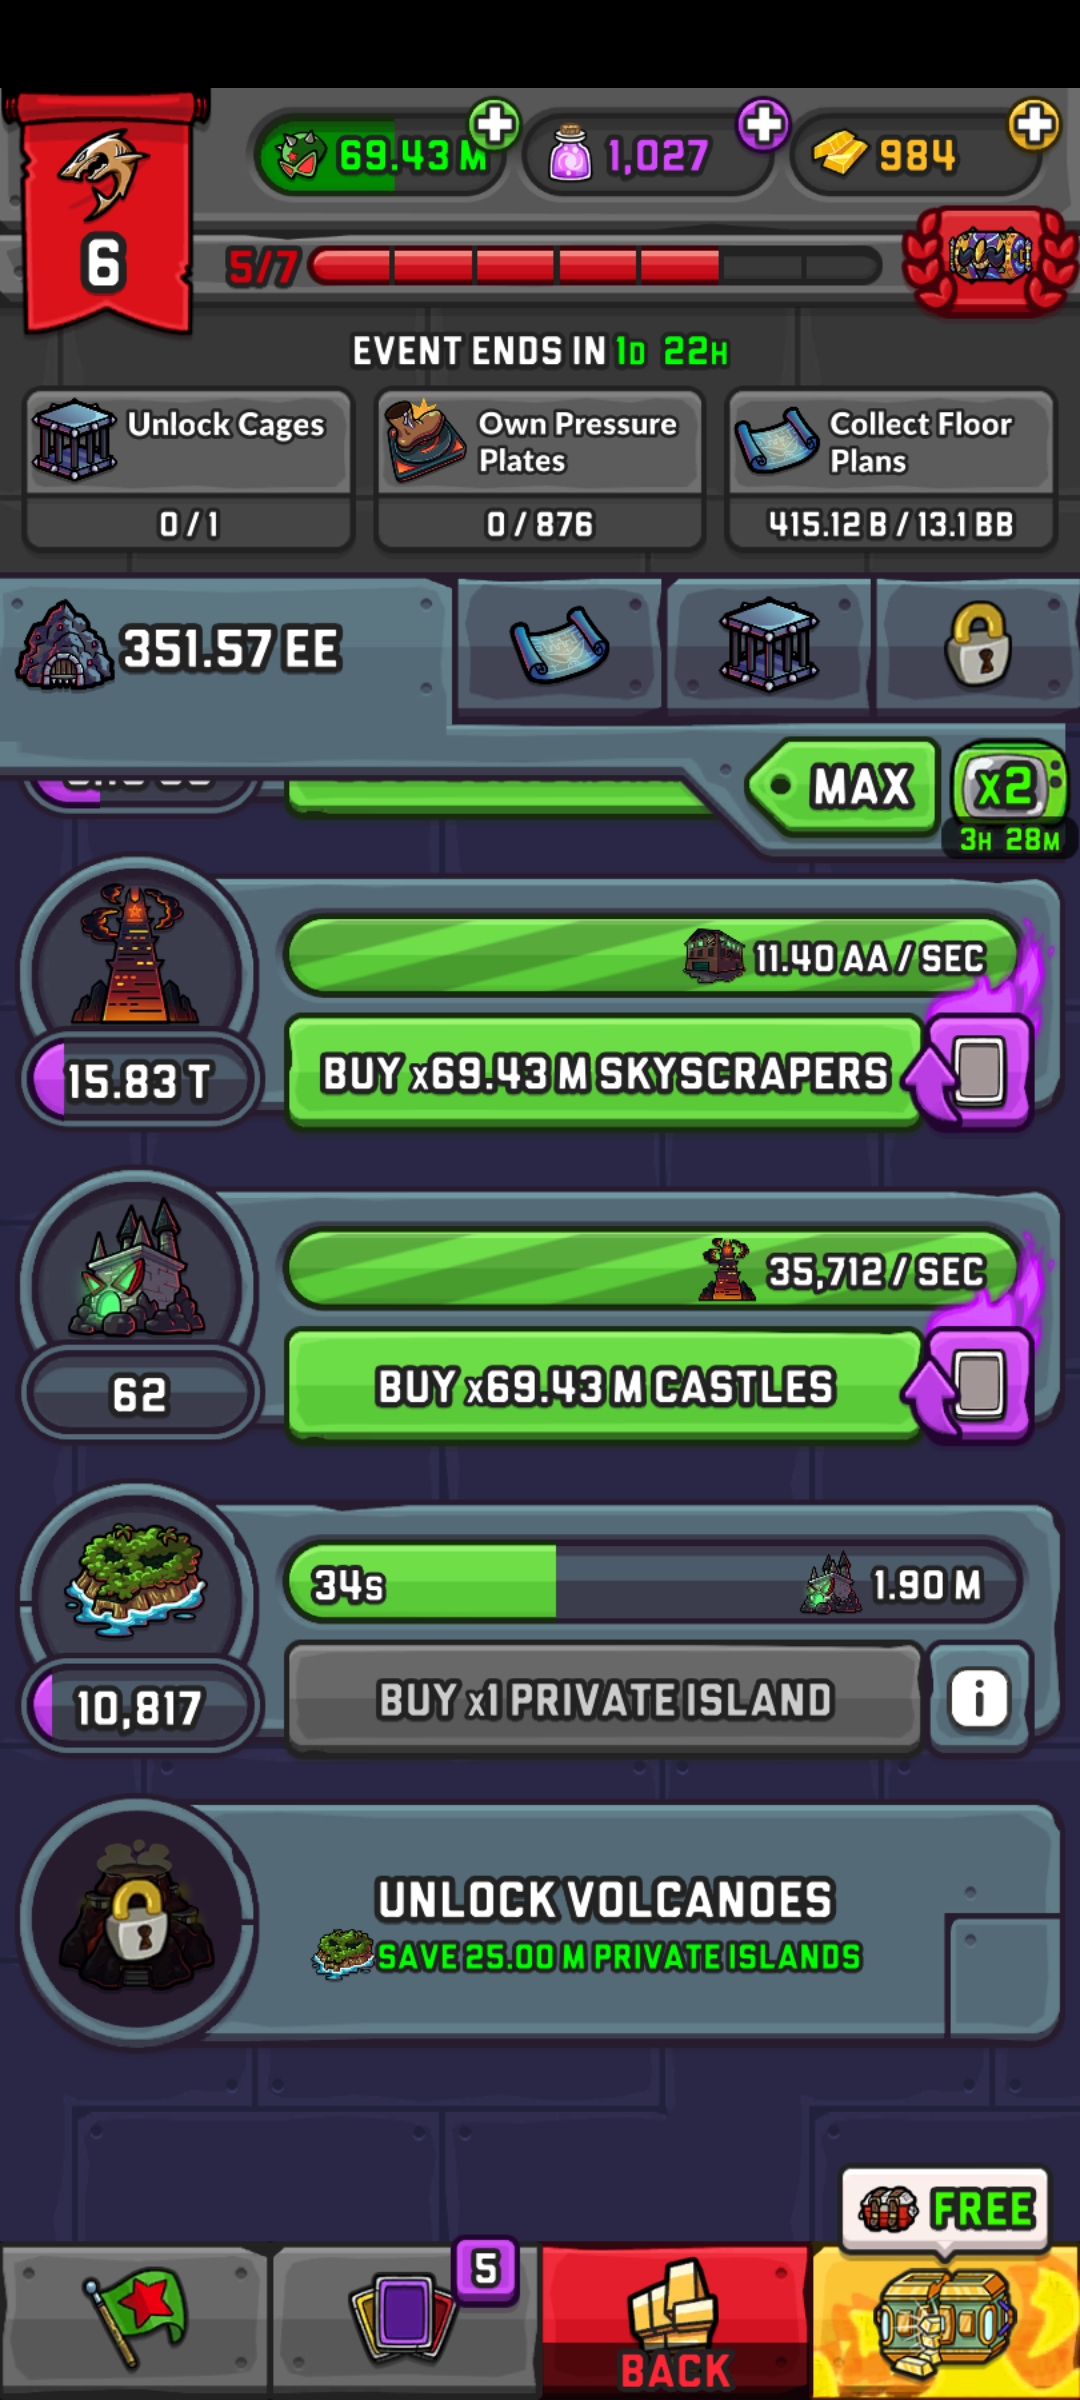 69.43 M
1,027
984
6
5/7
EVENT ENDS IN 1D 22H
Unlock Cages
0 / 1
Own Pressure
Plates
0 / 876
Collect Floor
Plans
415.12 B / 13.1 BB
351.57 EE
MAX
x2
3H 28M
11.40 AA / SEC
15.83 T
BUY x69.43 M SKYSCRAPERS
35,712 / SEC
62
BUY x69.43 M CASTLES
34s
1.90 M
10,817
BUY x1 PRIVATE ISLAND
i
UNLOCK VOLCANOES
SAVE 25.00 M PRIVATE ISLANDS
FREE
5
BACK